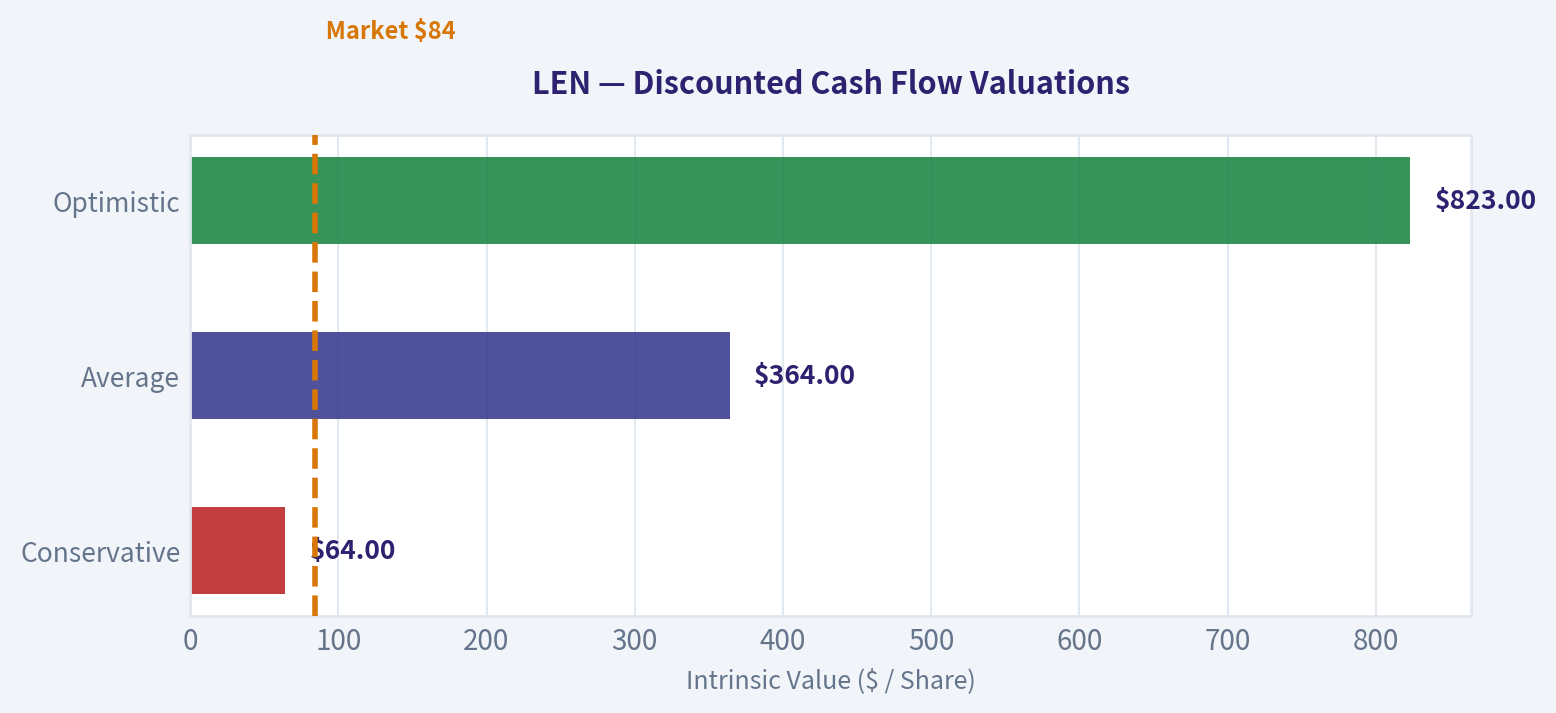 Market $84
LEN — Discounted Cash Flow Valuations
Optimistic
$823.00
Average
$364.00
Conservative
$64.00
0 100 200 300 400 500 600 700 800
Intrinsic Value ($ / Share)